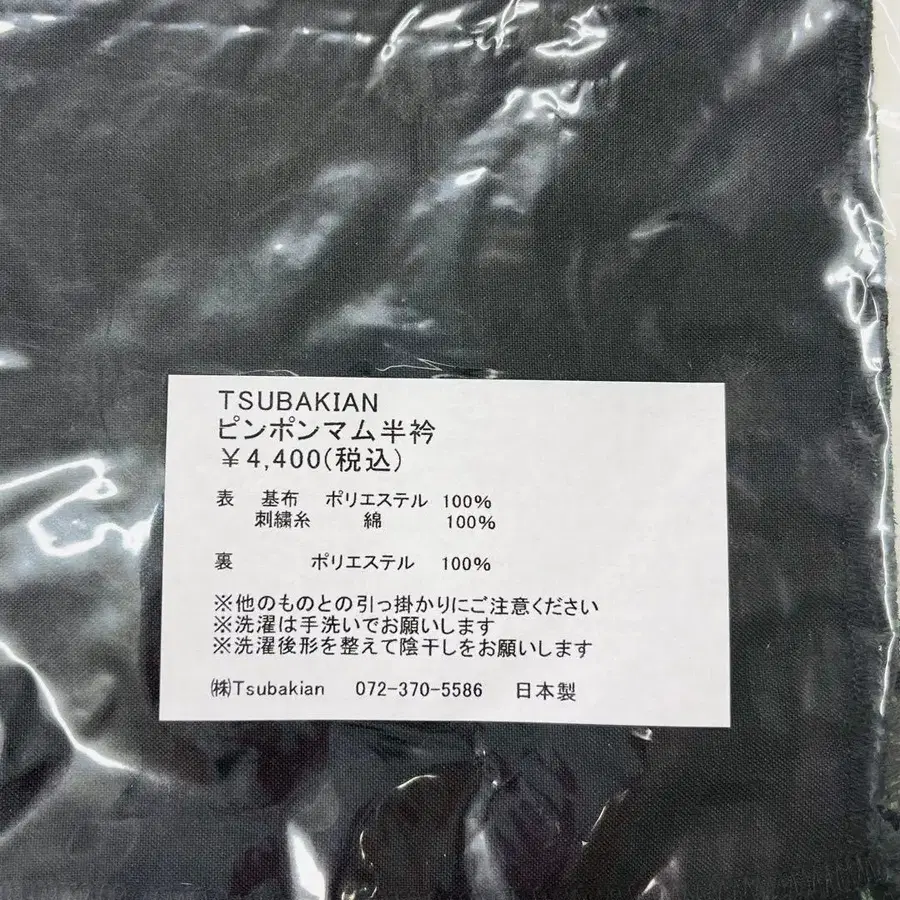 TSUBAKIAN
ピンポンマム半衿
￥4,400(税込)
表 基布 ポリエステル 100%
刺繍糸 綿 100%
裏 ポリエステル 100%
※他のものとの引っ掛かりにご注意ください
※洗濯は手洗いでお願いします
※洗濯後形を整えて陰干しをお願いします
㈱Tsubakian 072-370-5586 日本製